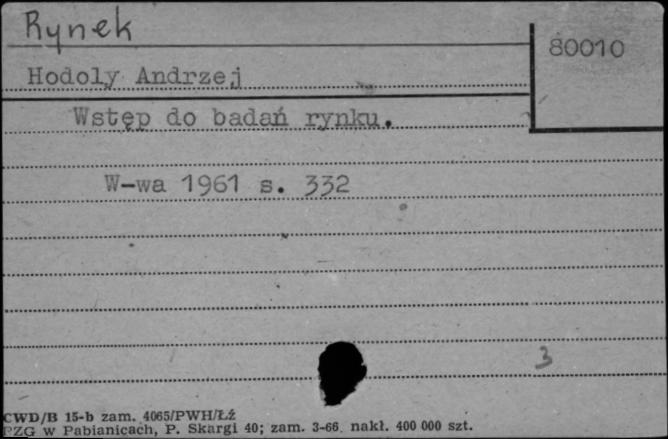 Rynek
80010
Hodoly Andrzej
Wstęp do badań rynku.
W-wa 1961 s. 332
3
CWD/B 15-b zam. 4065/PWH/Łź
PZG w Pabianicach, P. Skargi 40; zam. 3-66 nakł. 400 000 szt.